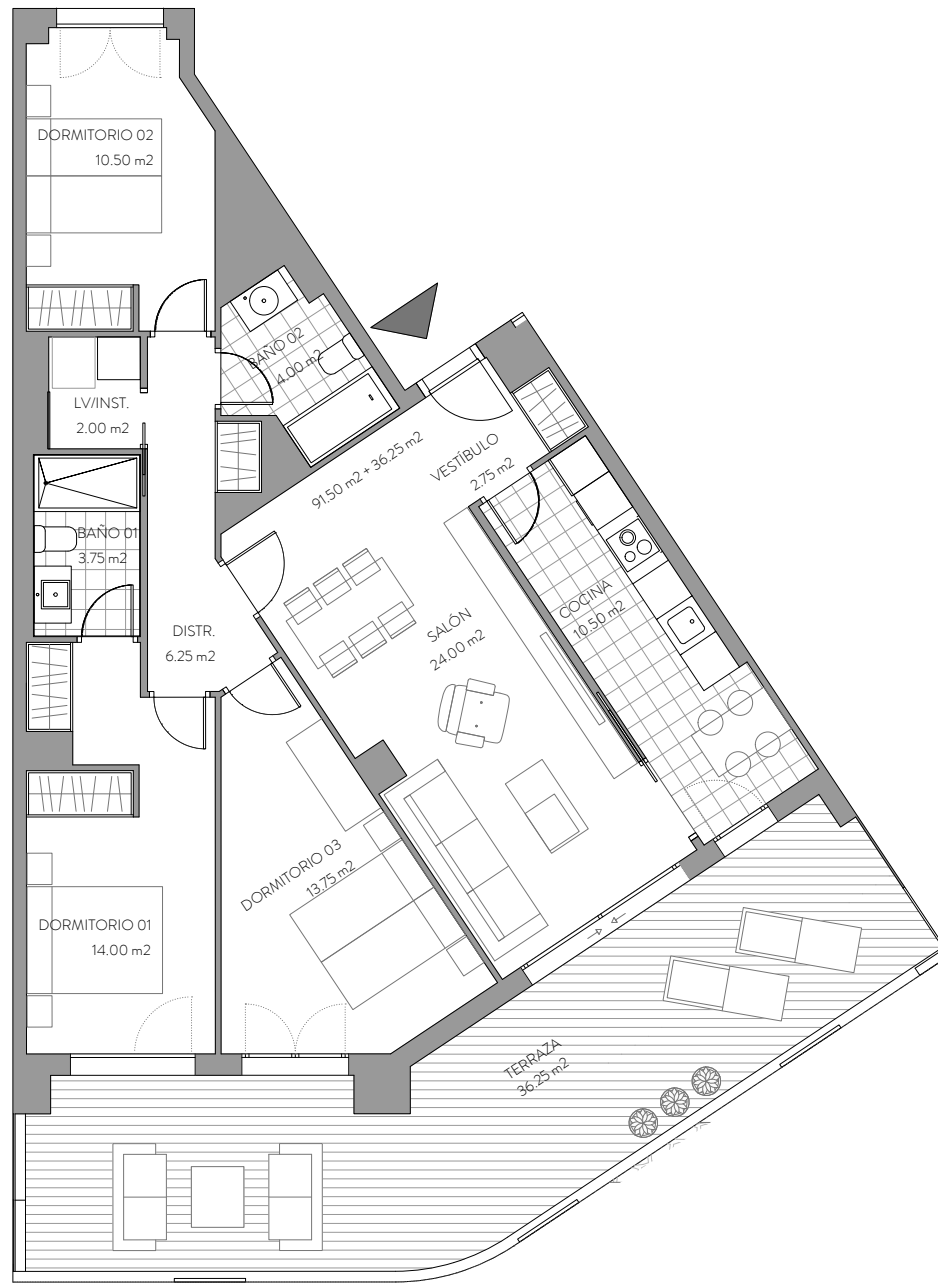 DORMITORIO 02
10.50 m2
BAÑO 02
4.00 m2
LV/INST.
2.00 m2
91.50 m2 + 36.25 m2
VESTÍBULO
2.75 m2
BAÑO 01
3.75 m2
COCINA
10.50 m2
SALÓN
24.00 m2
DISTR.
6.25 m2
DORMITORIO 03
13.75 m2
DORMITORIO 01
14.00 m2
TERRAZA
36.25 m2